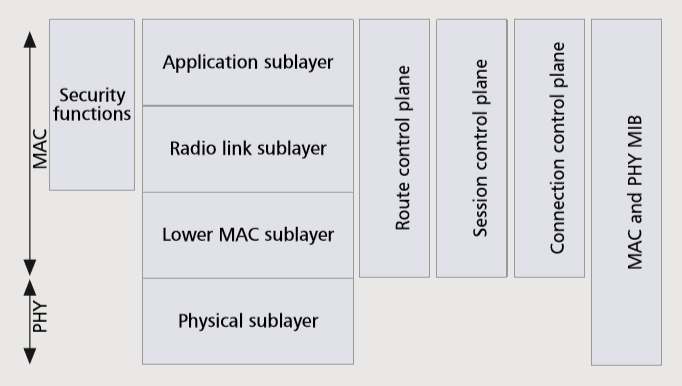 MAC
PHY
Security
functions
Application sublayer
Radio link sublayer
Lower MAC sublayer
Physical sublayer
Route control plane
Session control plane
Connection control plane
MAC and PHY MIB